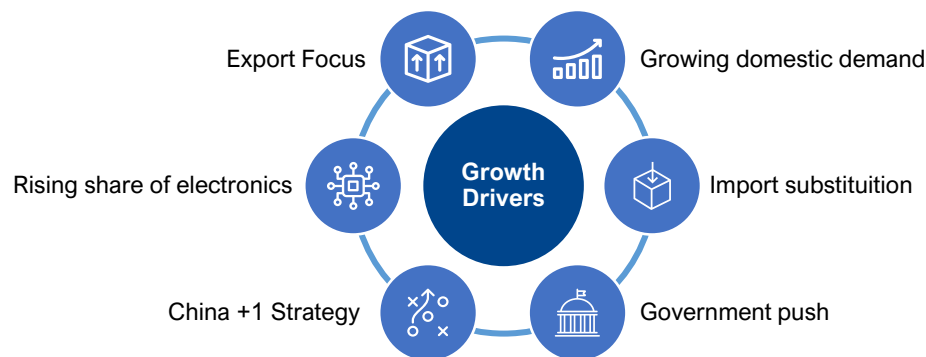 Export Focus
Growing domestic demand
Growth
Drivers
Rising share of electronics
Import substituition
China +1 Strategy
Government push